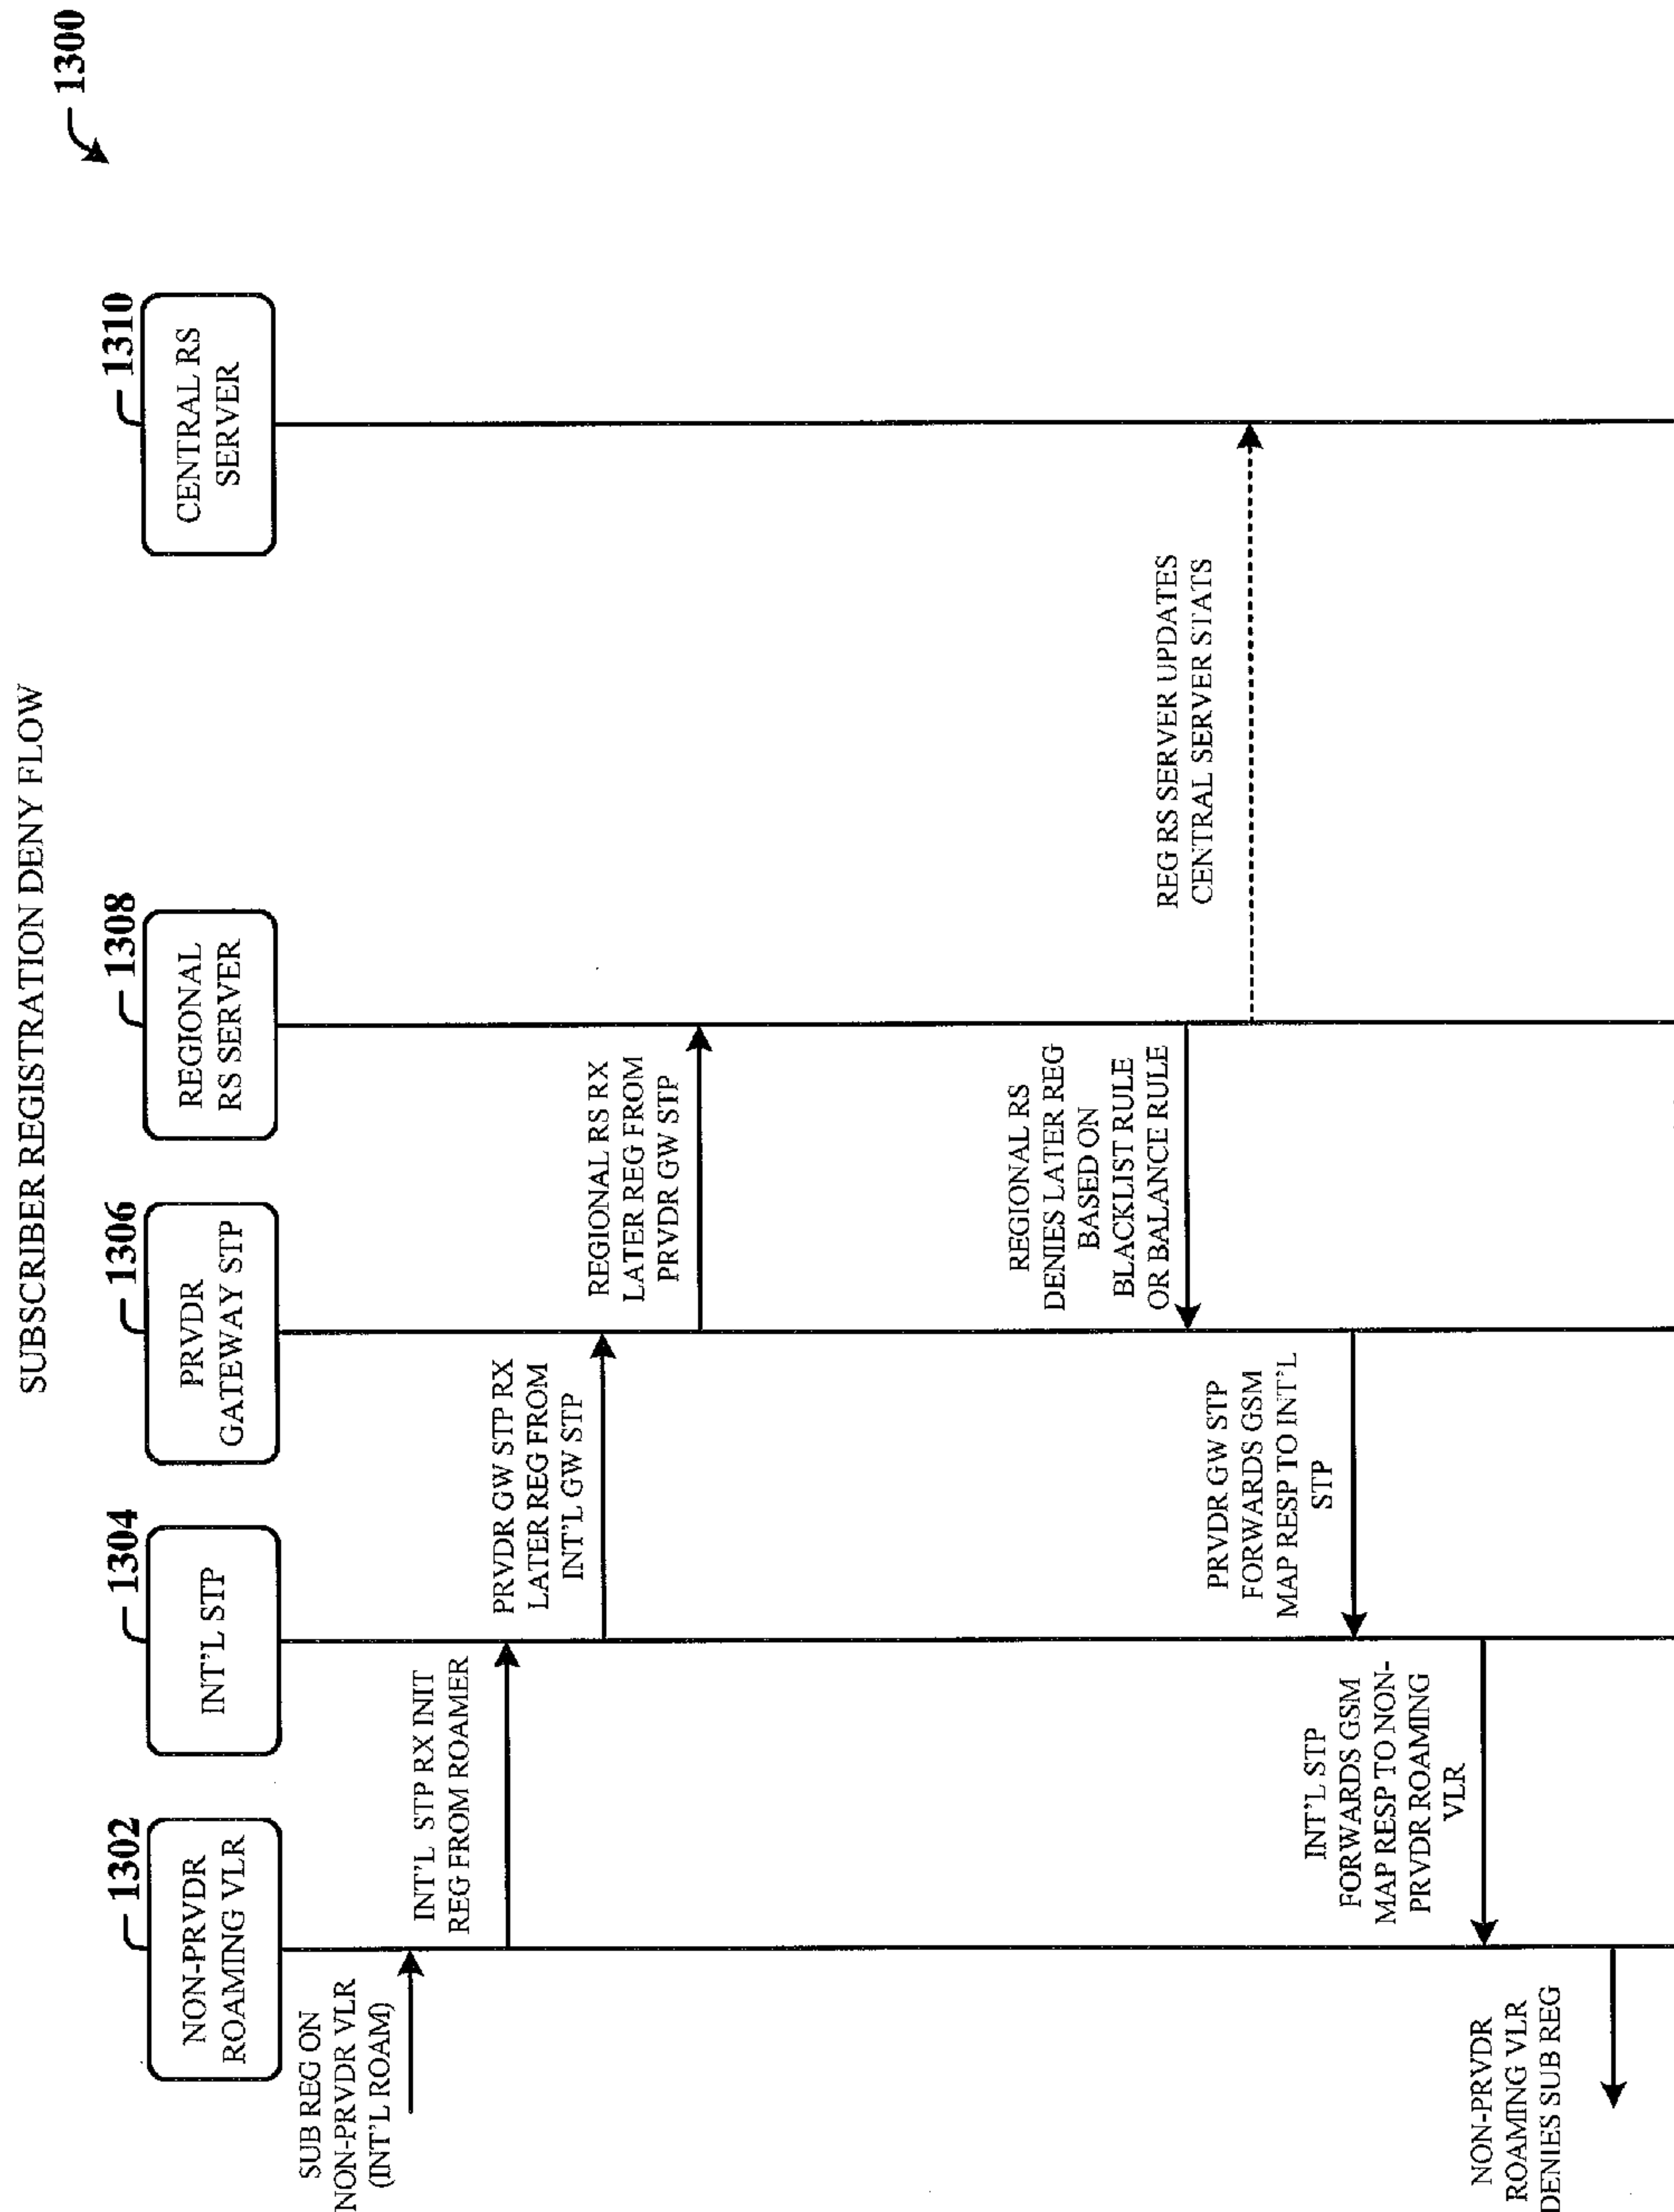 SUBSCRIBER REGISTRATION DENY FLOW
1300
1302
NON-PRVDR
ROAMING VLR
1304
INT'L STP
1306
PRVDR
GATEWAY STP
1308
REGIONAL
RS SERVER
1310
CENTRAL RS
SERVER
SUB REG ON
NON-PRVDR VLR
(INT'L ROAM)
INT'L STP RX INIT
REG FROM ROAMER
PRVDR GW STP RX
LATER REG FROM
INT'L GW STP
REGIONAL RS RX
LATER REG FROM
PRVDR GW STP
REGIONAL RS
DENIES LATER REG
BASED ON
BLACKLIST RULE
OR BALANCE RULE
REG RS SERVER UPDATES
CENTRAL SERVER STATS
PRVDR GW STP
FORWARDS GSM
MAP RESP TO INT'L
STP
INT'L STP
FORWARDS GSM
MAP RESP TO NON-
PRVDR ROAMING
VLR
NON-PRVDR
ROAMING VLR
DENIES SUB REG